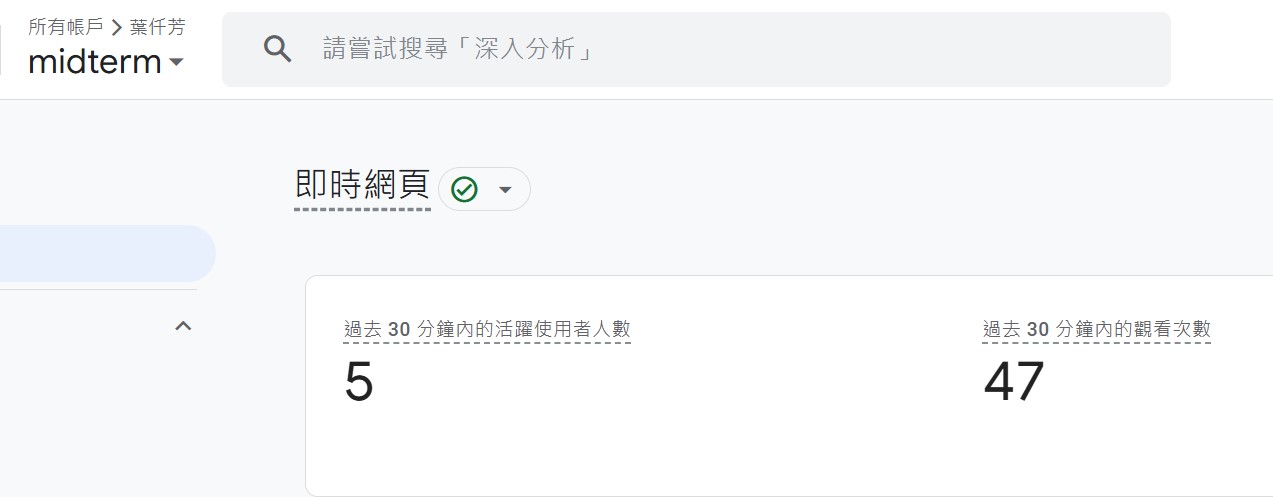 所有帳戶 > 葉仟芳
midterm
請嘗試搜尋「深入分析」
即時網頁
過去 30 分鐘內的活躍使用者人數
5
過去 30 分鐘內的觀看次數
47